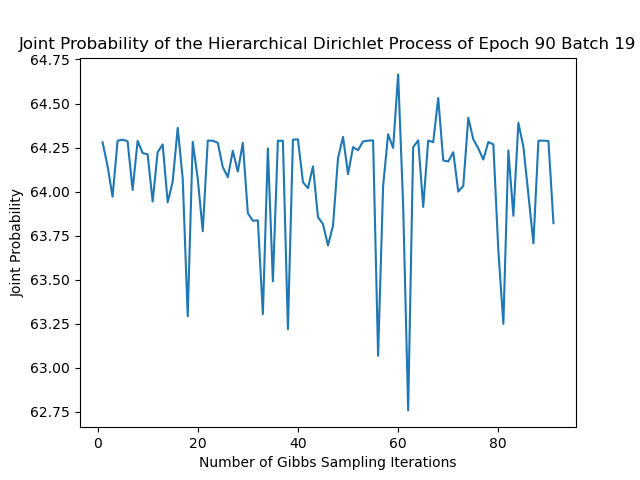 Joint Probability of the Hierarchical Dirichlet Process of Epoch 90 Batch 19
64.75
64.50
64.25
64.00
63.75
63.50
63.25
63.00
62.75
Joint Probability
0 20 40 60 80
Number of Gibbs Sampling Iterations